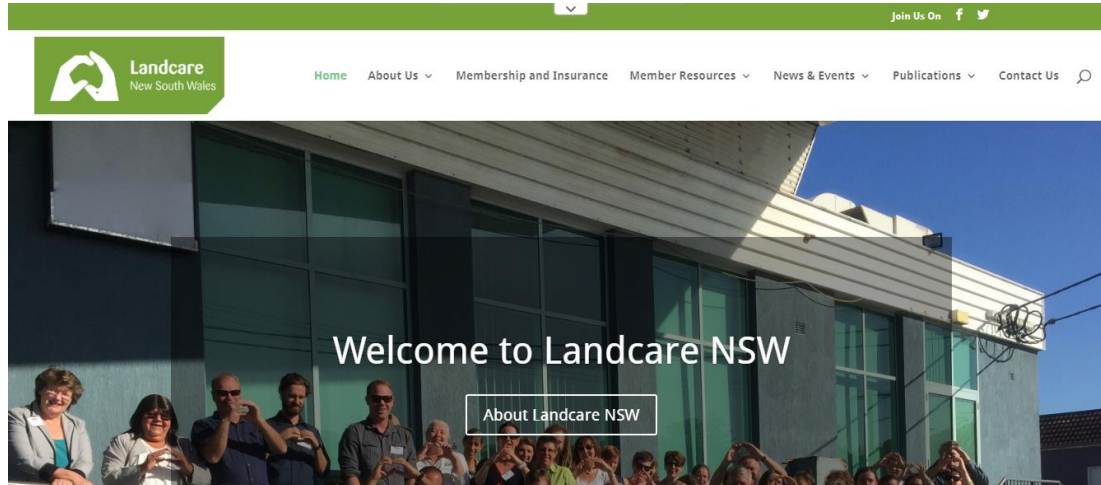 Join Us On
Landcare
New South Wales
Home About Us Membership and Insurance Member Resources News & Events Publications Contact Us
Welcome to Landcare NSW
About Landcare NSW